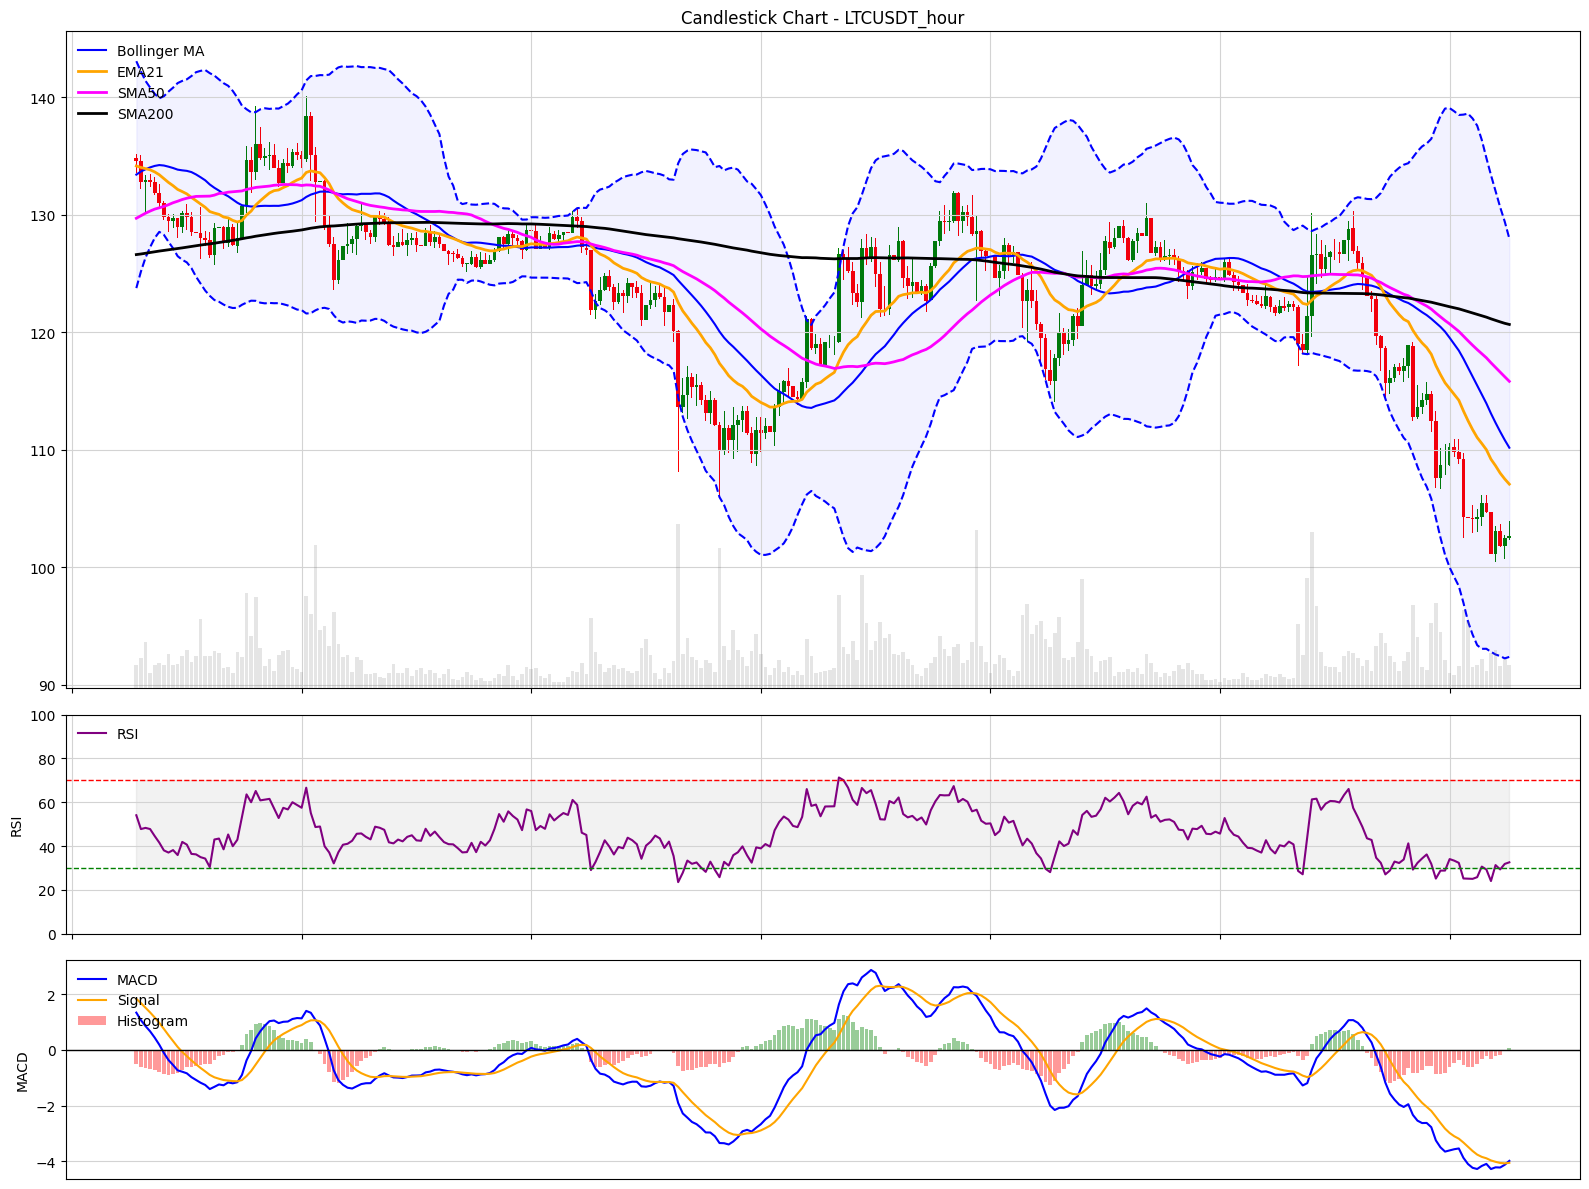 Candlestick Chart - LTCUSDT_hour
Bollinger MA
EMA21
SMA50
SMA200
140
130
120
110
100
90
RSI
100
80
60
40
20
0
RSI
MACD
Signal
Histogram
2
0
−2
−4
MACD